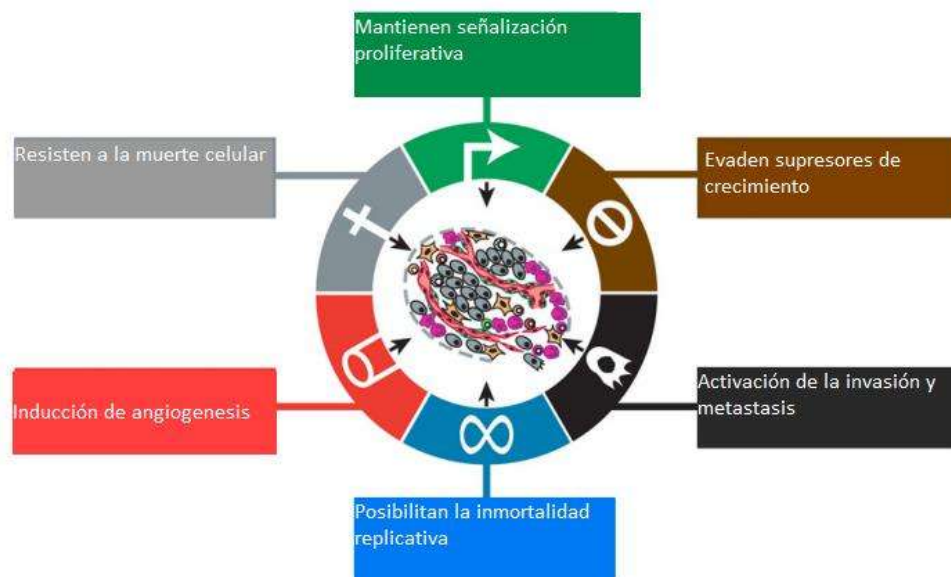 Mantienen señalización
proliferativa
Resisten a la muerte celular
Evaden supresores de
crecimiento
Inducción de angiogenesis
Activación de la invasión y
metastasis
Posibilitan la inmortalidad
replicativa